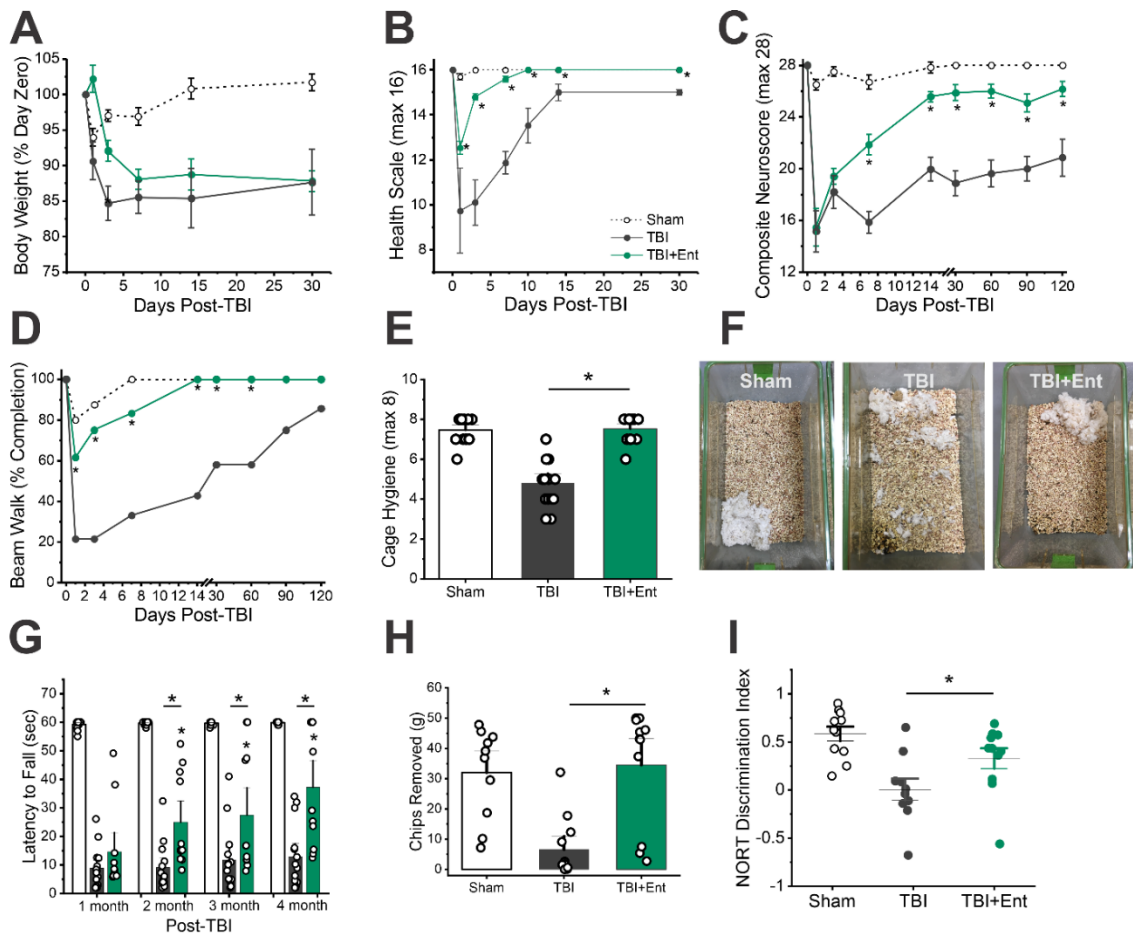 A
Body Weight (% Day Zero)
105
100
95
90
85
80
75
0 5 10 15 20 25 30
Days Post-TBI
B
Health Scale (max 16)
16
14
12
10
8
0 5 10 15 20 25 30
Sham
TBI
TBI+Ent
Days Post-TBI
C
Composite Neuroscore (max 28)
28
24
20
16
12
0 2 4 6 8 10 12 14 30 60 90 120
Days Post-TBI
D
Beam Walk (% Completion)
100
80
60
40
20
0
0 2 4 6 8 10 12 14 30 60 90 120
Days Post-TBI
E
Cage Hygiene (max 8)
10
8
6
4
2
0
*
Sham TBI TBI+Ent
F
Sham TBI TBI+Ent
G
Latency to Fall (sec)
70
60
50
40
30
20
10
0
* * *
* * *
1 month 2 month 3 month 4 month
Post-TBI
H
Chips Removed (g)
60
50
40
30
20
10
0
*
Sham TBI TBI+Ent
I
NORT Discrimination Index
1
0.5
0
-0.5
-1
*
Sham TBI TBI+Ent